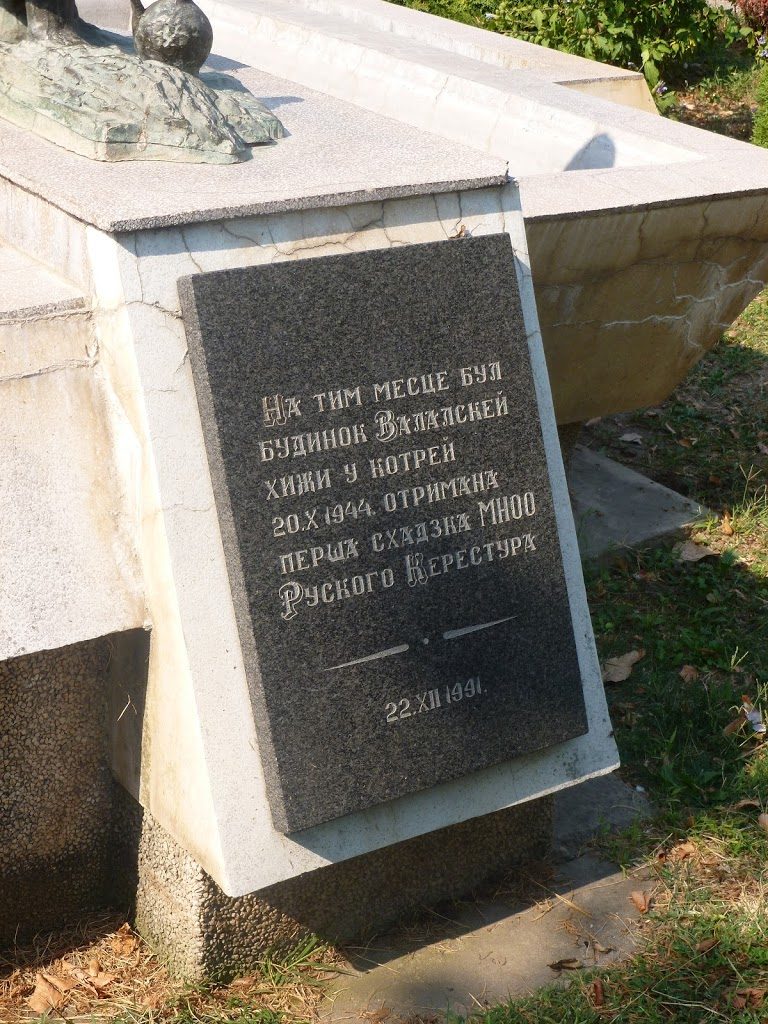 На тим месце бул
будинок Валалскей
хижи у котрей
20.X 1944. отримана
перша схадзка МНОО
Руского Керестура
22.XII 1991.